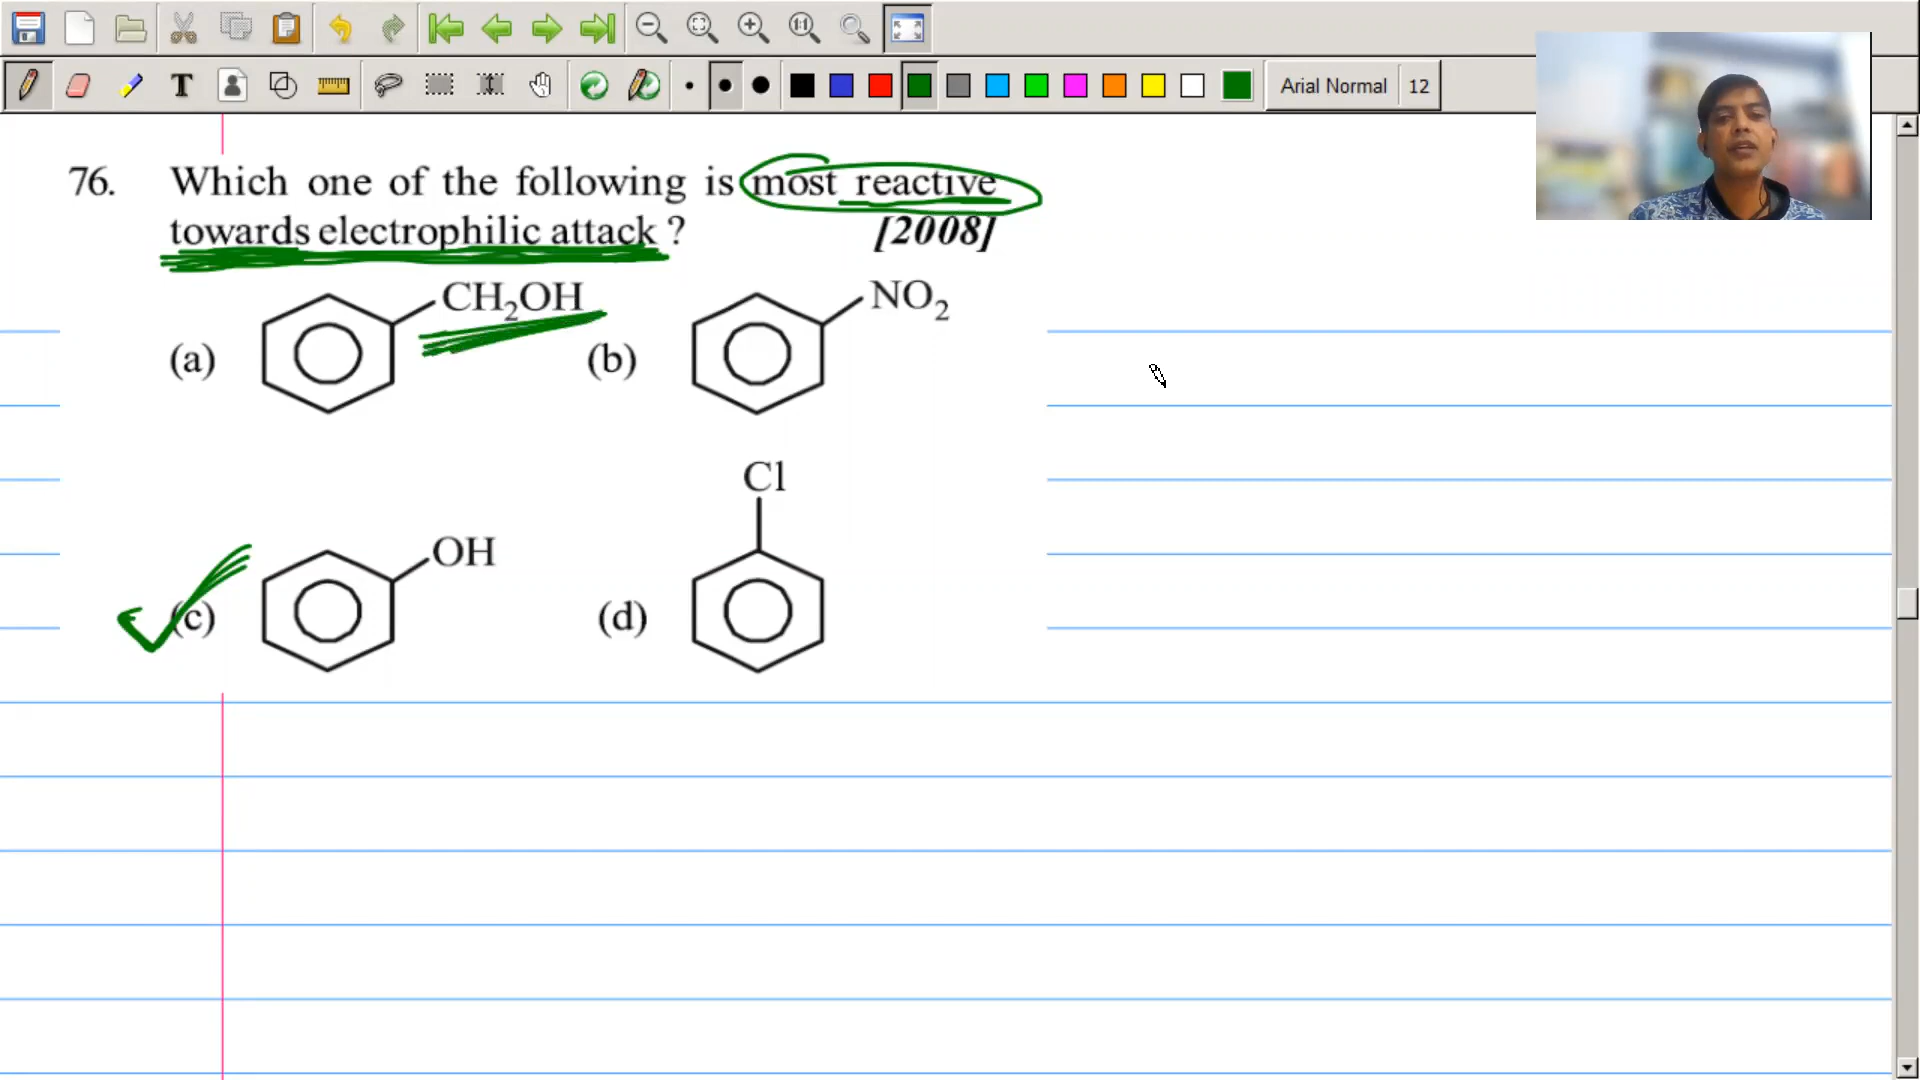 Arial Normal 12
76. Which one of the following is most reactive
towards electrophilic attack ? [2008]
(a) CH2OH
(b) NO2
(c) OH
(d) Cl